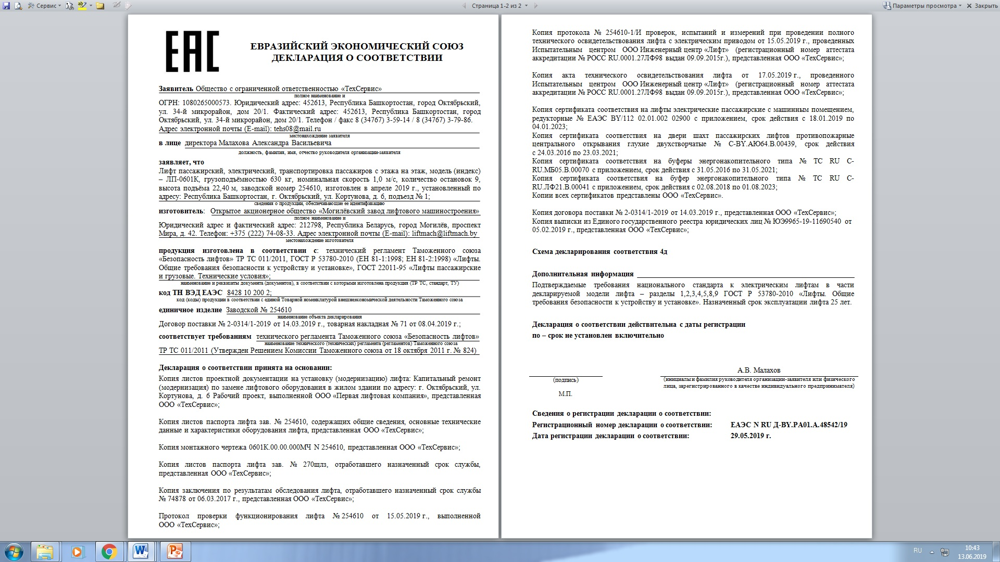 Сервис
Страница 1-2 из 2
Параметры просмотра
Закрыть
EAC
ЕВРАЗИЙСКИЙ ЭКОНОМИЧЕСКИЙ СОЮЗ
ДЕКЛАРАЦИЯ О СООТВЕТСТВИИ
Заявитель Общество с ограниченной ответственностью «ТехСервис»
полное наименование и
ОГРН: 1080265000573. Юридический адрес: 452613, Республика Башкортостан, город Октябрьский,
ул. 34-й микрорайон, дом 20/1. Фактический адрес: 452613, Республика Башкортостан, город
Октябрьский, ул. 34-й микрорайон, дом 20/1. Телефон / факс 8 (34767) 3-59-14 / 8 (34767) 3-79-86.
Адрес электронной почты (E-mail): tehs08@mail.ru
местонахождение заявителя
в лице директора Малахова Александра Васильевича
должность, фамилия, имя, отчество руководителя организации-заявителя
заявляет, что
Лифт пассажирский, электрический, транспортировка пассажиров с этажа на этаж, модель (индекс)
– ЛП-0601К, грузоподъёмностью 630 кг, номинальная скорость 1,0 м/с, количество остановок 9,
высота подъёма 22,40 м, заводской номер 254610, изготовлен в апреле 2019 г., установленный по
адресу: Республика Башкортостан, г. Октябрьский, ул. Кортунова, д. 6, подъезд № 1;
сведения о продукции, обеспечивающие ее идентификацию
изготовитель: Открытое акционерное общество «Могилёвский завод лифтового машиностроения»
полное наименование и
Юридический адрес и фактический адрес: 212798, Республика Беларусь, город Могилёв, проспект
Мира, д. 42. Телефон: +375 (222) 74-08-33. Адрес электронной почты (E-mail): liftmach@liftmach.by
местонахождение изготовителя
продукция изготовлена в соответствии с: технический регламент Таможенного союза
«Безопасность лифтов» ТР ТС 011/2011, ГОСТ Р 53780-2010 (ЕН 81-1:1998; ЕН 81-2:1998) «Лифты.
Общие требования безопасности к устройству и установке», ГОСТ 22011-95 «Лифты пассажирские
и грузовые. Технические условия»;
наименование и реквизиты документа (документов), в соответствии с которыми изготовлена продукция (ТР ТС, стандарт, ТУ)
код ТН ВЭД ЕАЭС 8428 10 200 2;
код (коды) продукции в соответствии с единой Товарной номенклатурой внешнеэкономической деятельности Таможенного союза
единичное изделие Заводской № 254610
наименование объекта декларирования
Договор поставки № 2-0314/1-2019 от 14.03.2019 г., товарная накладная № 71 от 08.04.2019 г.;
соответствует требованиям технического регламента Таможенного союза «Безопасность лифтов»
наименование технического (технических) регламента (регламентов) Таможенного союза
ТР ТС 011/2011 (Утвержден Решением Комиссии Таможенного союза от 18 октября 2011 г. № 824)
Декларация о соответствии принята на основании:
Копия листов проектной документации на установку (модернизацию) лифта: Капитальный ремонт
(модернизация) по замене лифтового оборудования в жилом здании по адресу: г. Октябрьский, ул.
Кортунова, д. 6 Рабочий проект, выполненной ООО «Первая лифтовая компания», представленная
ООО «ТехСервис»;
Копия листов паспорта лифта зав. № 254610, содержащих общие сведения, основные технические
данные и характеристики оборудования лифта, представленная ООО «ТехСервис»;
Копия монтажного чертежа 0601К.00.00.000МЧ N 254610, представленная ООО «ТехСервис»;
Копия листов паспорта лифта зав. № 270щлз, отработавшего назначенный срок службы,
представленная ООО «ТехСервис»;
Копия заключения по результатам обследования лифта, отработавшего назначенный срок службы
№ 74878 от 06.03.2017 г., представленная ООО «ТехСервис»;
Протокол проверки функционирования лифта № 254610 от 15.05.2019 г., выполненной
ООО «ТехСервис»;
Копия протокола № 254610-1/И проверок, испытаний и измерений при проведении полного
технического освидетельствования лифта с электрическим приводом от 15.05.2019 г., проведенных
Испытательным центром ООО Инженерный центр «Лифт» (регистрационный номер аттестата
аккредитации № РОСС RU.0001.27ЛФ98 выдан 09.09.2015г.), представленная ООО «ТехСервис»;
Копия акта технического освидетельствования лифта от 17.05.2019 г., проведенного
Испытательным центром ООО Инженерный центр «Лифт» (регистрационный номер аттестата
аккредитации № РОСС RU.0001.27ЛФ98 выдан 09.09.2015г.), представленная ООО «ТехСервис»;
Копия сертификата соответствия на лифты электрические пассажирские с машинным помещением,
редукторные № ЕАЭС BY/112 02.01.002 02900 с приложением, срок действия с 18.01.2019 по
04.01.2023;
Копия сертификата соответствия на двери шахт пассажирских лифтов противопожарные
центрального открывания глухие двухстворчатые № C-BY.АЮ64.В.00439, срок действия
с 24.03.2016 по 23.03.2021;
Копия сертификата соответствия на буферы энергонакопительного типа № ТС RU C-
RU.МБ05.В.00070 с приложением, срок действия с 31.05.2016 по 31.05.2021;
Копия сертификата соответствия на буфер энергонакопительного типа № ТС RU C-
RU.ЛФ21.В.00041 с приложением, срок действия с 02.08.2018 по 01.08.2023;
Копии всех сертификатов представлены ООО «ТехСервис».
Копия договора поставки № 2-0314/1-2019 от 14.03.2019 г., представленная ООО «ТехСервис»;
Копия выписки из Единого государственного реестра юридических лиц № ЮЭ9965-19-11690540 от
05.02.2019 г., представленная ООО «ТехСервис»;
Схема декларирования соответствия 4д
Дополнительная информация
Подтверждаемые требования национального стандарта к электрическим лифтам в части
декларируемой модели лифта – разделы 1,2,3,4,5,8,9 ГОСТ Р 53780-2010 «Лифты. Общие
требования безопасности к устройству и установке». Назначенный срок эксплуатации лифта 25 лет.
Декларация о соответствии действительна с даты регистрации
по – срок не установлен включительно
А.В. Малахов
(подпись)
(инициалы и фамилия руководителя организации-заявителя или физического
лица, зарегистрированного в качестве индивидуального предпринимателя)
М.П.
Сведения о регистрации декларации о соответствии:
Регистрационный номер декларации о соответствии: ЕАЭС N RU Д-BY.РА01.А.48542/19
Дата регистрации декларации о соответствии: 29.05.2019 г.
RU
10:43
13.06.2019